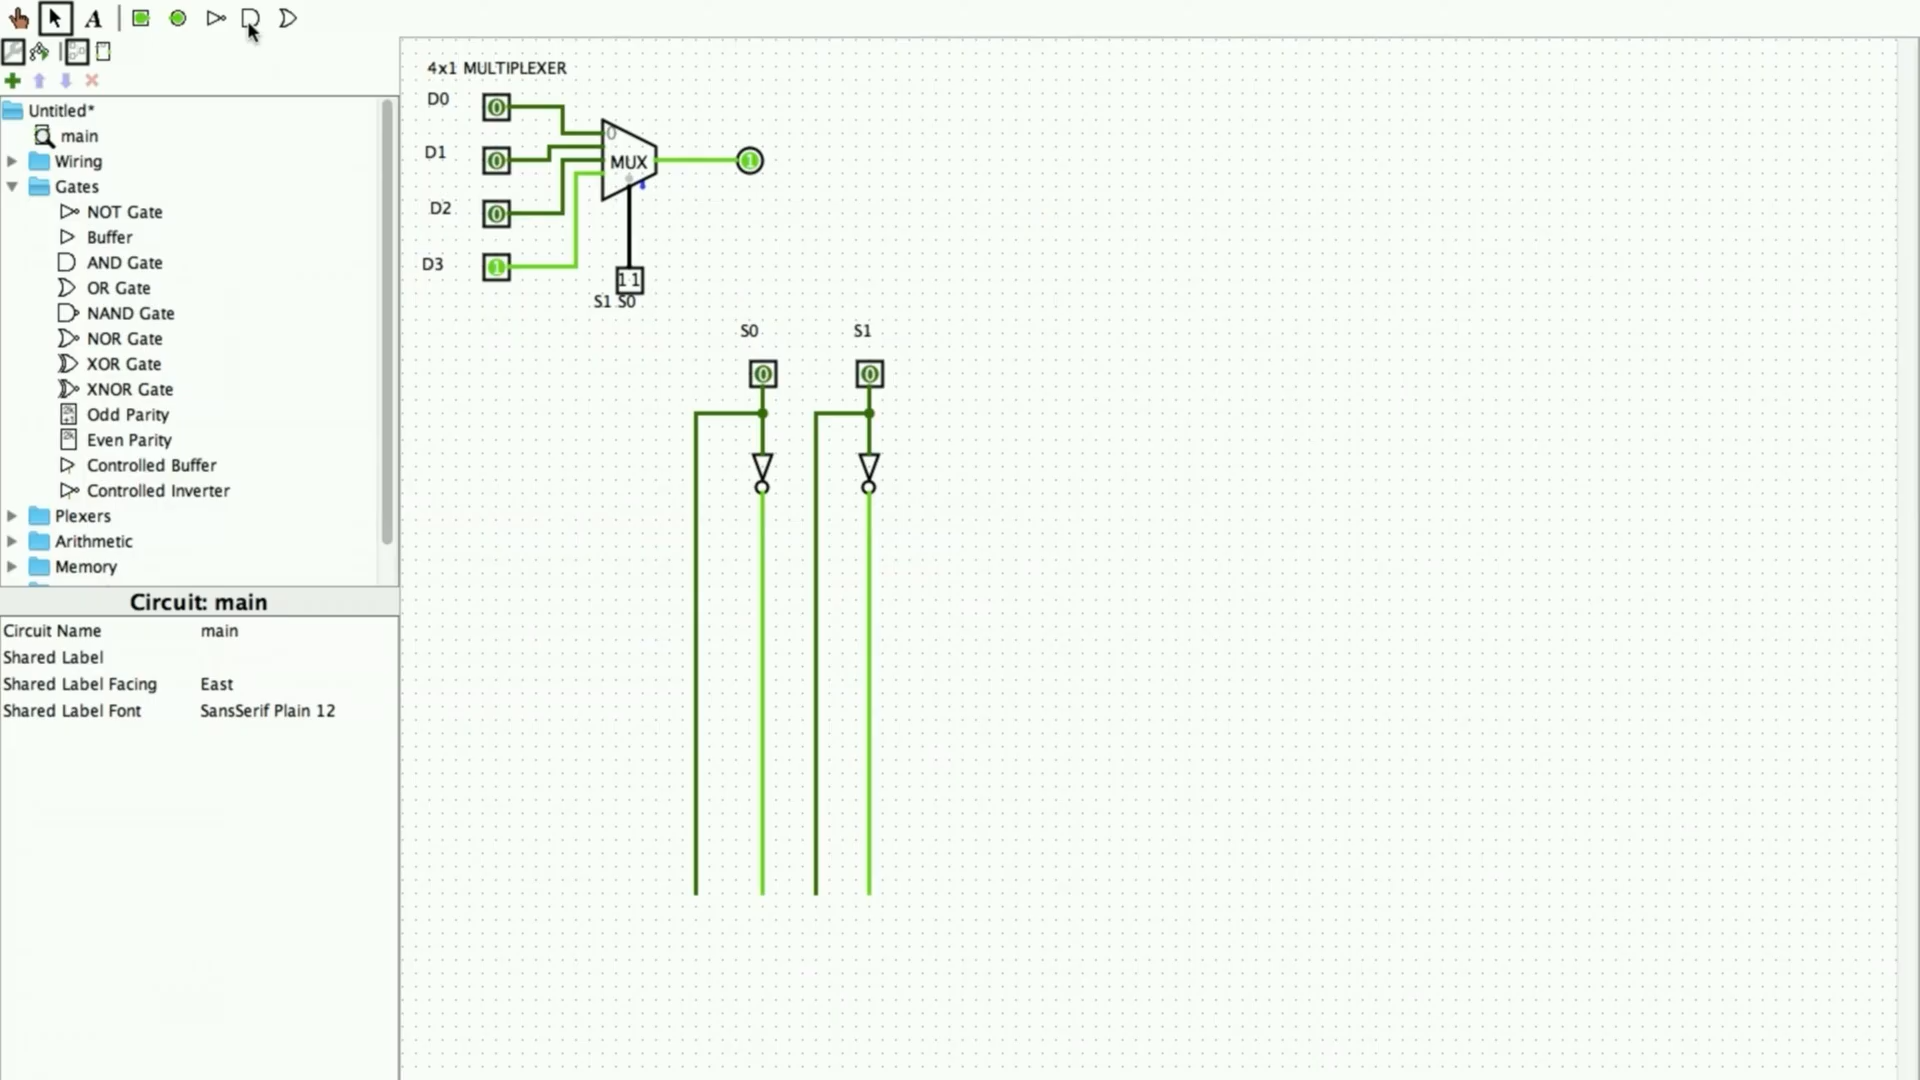 A
4x1 MULTIPLEXER
D0
0
0
D1
0
MUX
1
D2
0
D3
1
1 1
S1 S0
S0
S1
0
0
Untitled*
main
Wiring
Gates
NOT Gate
Buffer
AND Gate
OR Gate
NAND Gate
NOR Gate
XOR Gate
XNOR Gate
Odd Parity
Even Parity
Controlled Buffer
Controlled Inverter
Plexers
Arithmetic
Memory
Circuit: main
Circuit Name main
Shared Label
Shared Label Facing East
Shared Label Font SansSerif Plain 12